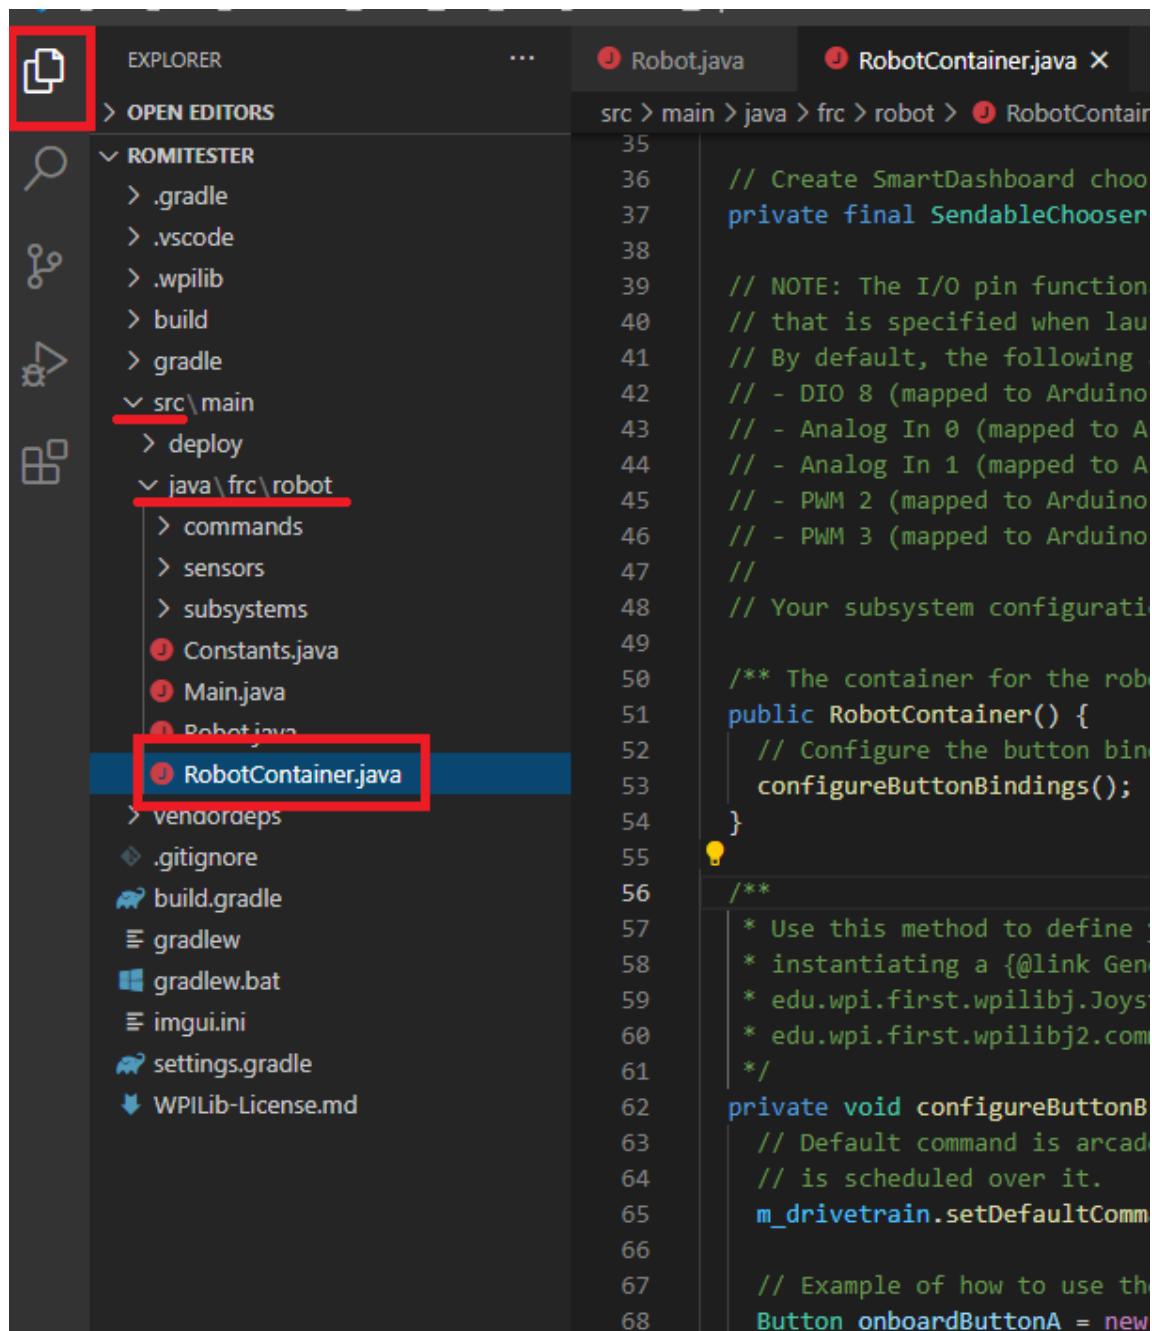 EXPLORER
OPEN EDITORS
ROMITESTER
.gradle
.vscode
.wpilib
build
gradle
src\main
deploy
java\frc\robot
commands
sensors
subsystems
Constants.java
Main.java
Robot.java
RobotContainer.java
vendordeps
.gitignore
build.gradle
gradlew
gradlew.bat
imgui.ini
settings.gradle
WPILib-License.md
Robot.java
RobotContainer.java
src > main > java > frc > robot > RobotContain
35
36 // Create SmartDashboard choo
37 private final SendableChooser
38
39 // NOTE: The I/O pin function
40 // that is specified when lau
41 // By default, the following
42 // - DIO 8 (mapped to Arduino
43 // - Analog In 0 (mapped to A
44 // - Analog In 1 (mapped to A
45 // - PWM 2 (mapped to Arduino
46 // - PWM 3 (mapped to Arduino
47 //
48 // Your subsystem configurati
49
50 /** The container for the rob
51 public RobotContainer() {
52 // Configure the button bin
53 configureButtonBindings();
54 }
55
56 /**
57 * Use this method to define
58 * instantiating a {@link Gen
59 * edu.wpi.first.wpilibj.Joys
60 * edu.wpi.first.wpilibj2.com
61 */
62 private void configureButtonB
63 // Default command is arcad
64 // is scheduled over it.
65 m_drivetrain.setDefaultComm
66
67 // Example of how to use th
68 Button onboardButtonA = new